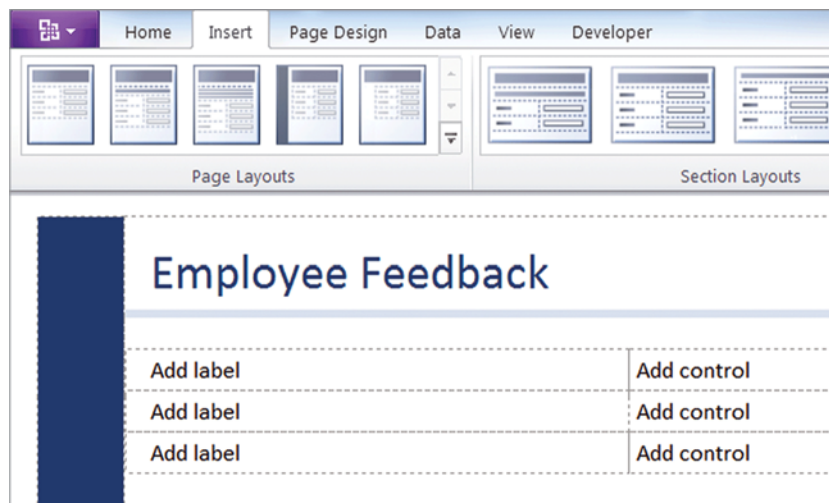 Home Insert Page Design Data View Developer
Page Layouts Section Layouts
Employee Feedback
Add label Add control
Add label Add control
Add label Add control